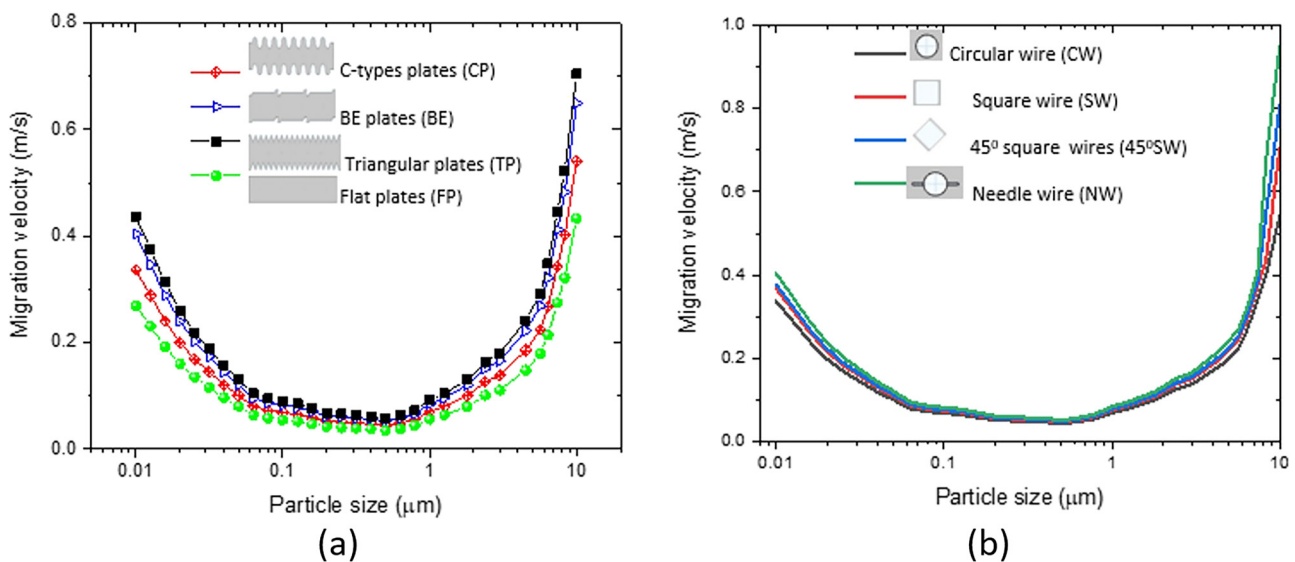 0.8
0.6
0.4
0.2
0.0
Migration velocity (m/s)
C-types plates (CP)
BE plates (BE)
Triangular plates (TP)
Flat plates (FP)
0.01
0.1
1
10
Particle size (μm)
(a)
1.0
0.8
0.6
0.4
0.2
0.0
Migration velocity (m/s)
Circular wire (CW)
Square wire (SW)
45⁰ square wires (45⁰SW)
Needle wire (NW)
0.01
0.1
1
10
Particle size (μm)
(b)